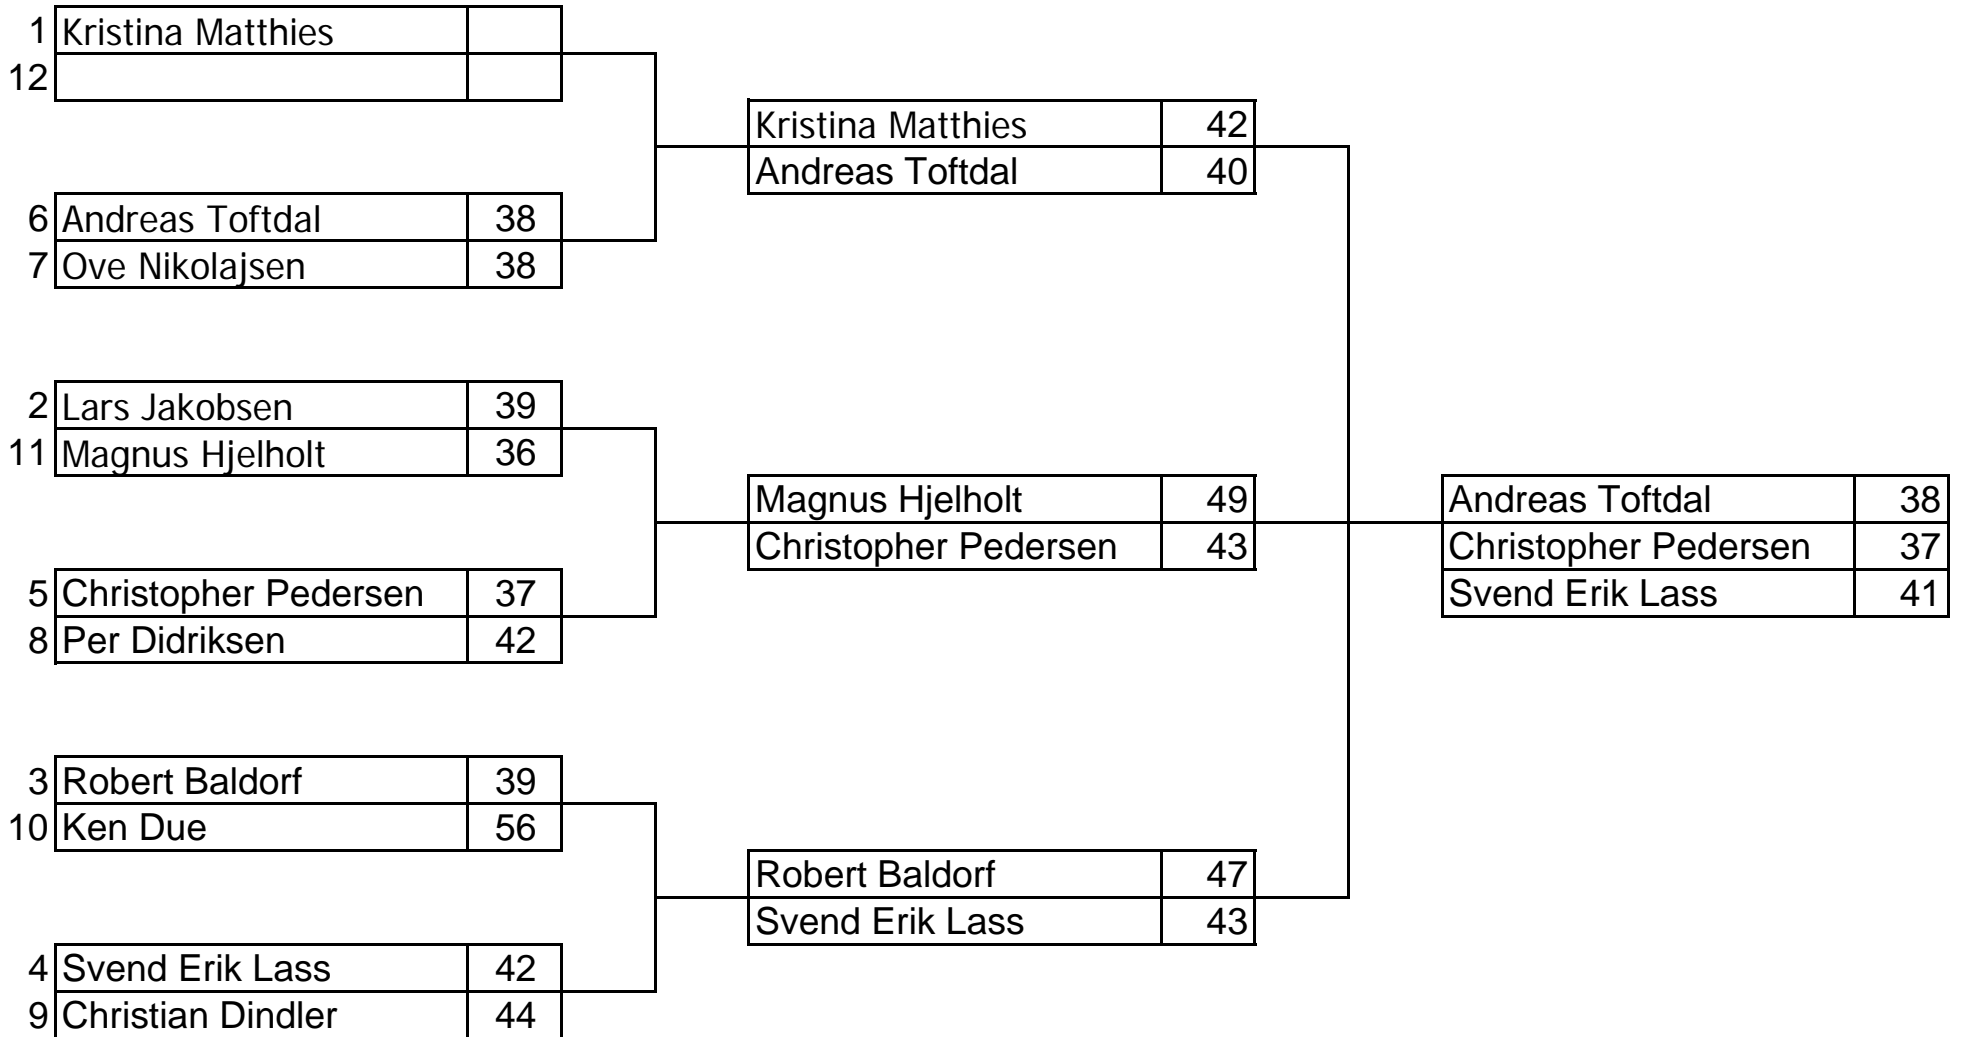 1 Kristina Matthies
12
Kristina Matthies 42
Andreas Toftdal 40
6 Andreas Toftdal 38
7 Ove Nikolajsen 38
2 Lars Jakobsen 39
11 Magnus Hjelholt 36
Magnus Hjelholt 49
Christopher Pedersen 43
Andreas Toftdal 38
Christopher Pedersen 37
Svend Erik Lass 41
5 Christopher Pedersen 37
8 Per Didriksen 42
3 Robert Baldorf 39
10 Ken Due 56
Robert Baldorf 47
Svend Erik Lass 43
4 Svend Erik Lass 42
9 Christian Dindler 44